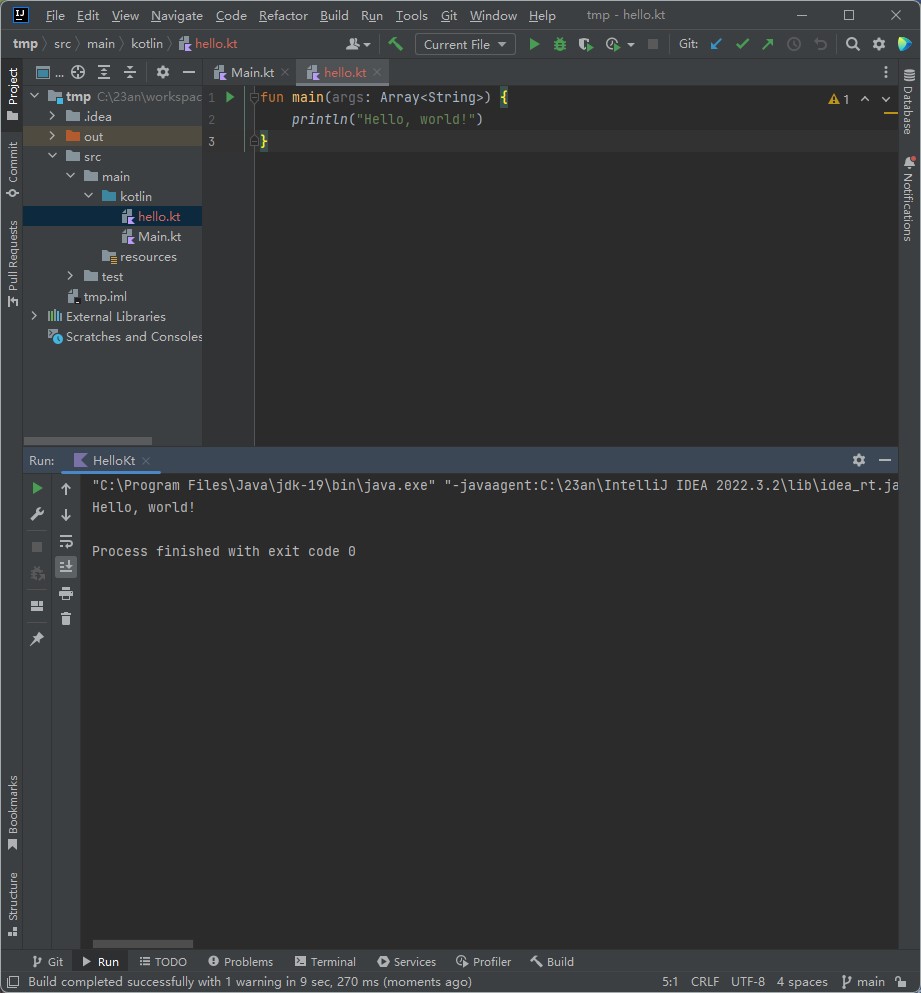 IJ File Edit View Navigate Code Refactor Build Run Tools Git Window Help tmp - hello.kt
tmp src main kotlin hello.kt Current File Git:
Project
Commit
Pull Requests
...
tmp C:\23an\workspac
.idea
out
src
main
kotlin
hello.kt
Main.kt
resources
test
tmp.iml
External Libraries
Scratches and Consoles
Main.kt hello.kt
1 fun main(args: Array<String>) {
2 println("Hello, world!")
3 }
1
Database
Notifications
Run: HelloKt
"C:\Program Files\Java\jdk-19\bin\java.exe" "-javaagent:C:\23an\IntelliJ IDEA 2022.3.2\lib\idea_rt.ja
Hello, world!
Process finished with exit code 0
Bookmarks
Structure
Git Run TODO Problems Terminal Services Profiler Build
Build completed successfully with 1 warning in 9 sec, 270 ms (moments ago) 5:1 CRLF UTF-8 4 spaces main